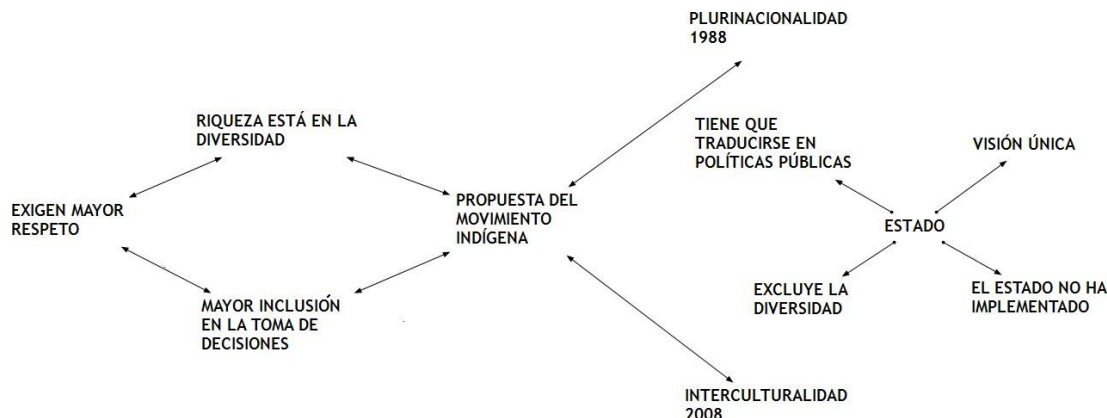 PLURINACIONALIDAD
1988
RIQUEZA ESTÁ EN LA
DIVERSIDAD
TIENE QUE
TRADUCIRSE EN
POLÍTICAS PÚBLICAS
VISIÓN ÚNICA
EXIGEN MAYOR
RESPETO
PROPUESTA DEL
MOVIMIENTO
INDÍGENA
ESTADO
MAYOR INCLUSIÓN
EN LA TOMA DE
DECISIONES
EXCLUYE LA
DIVERSIDAD
EL ESTADO NO HA
IMPLEMENTADO
INTERCULTURALIDAD
2008